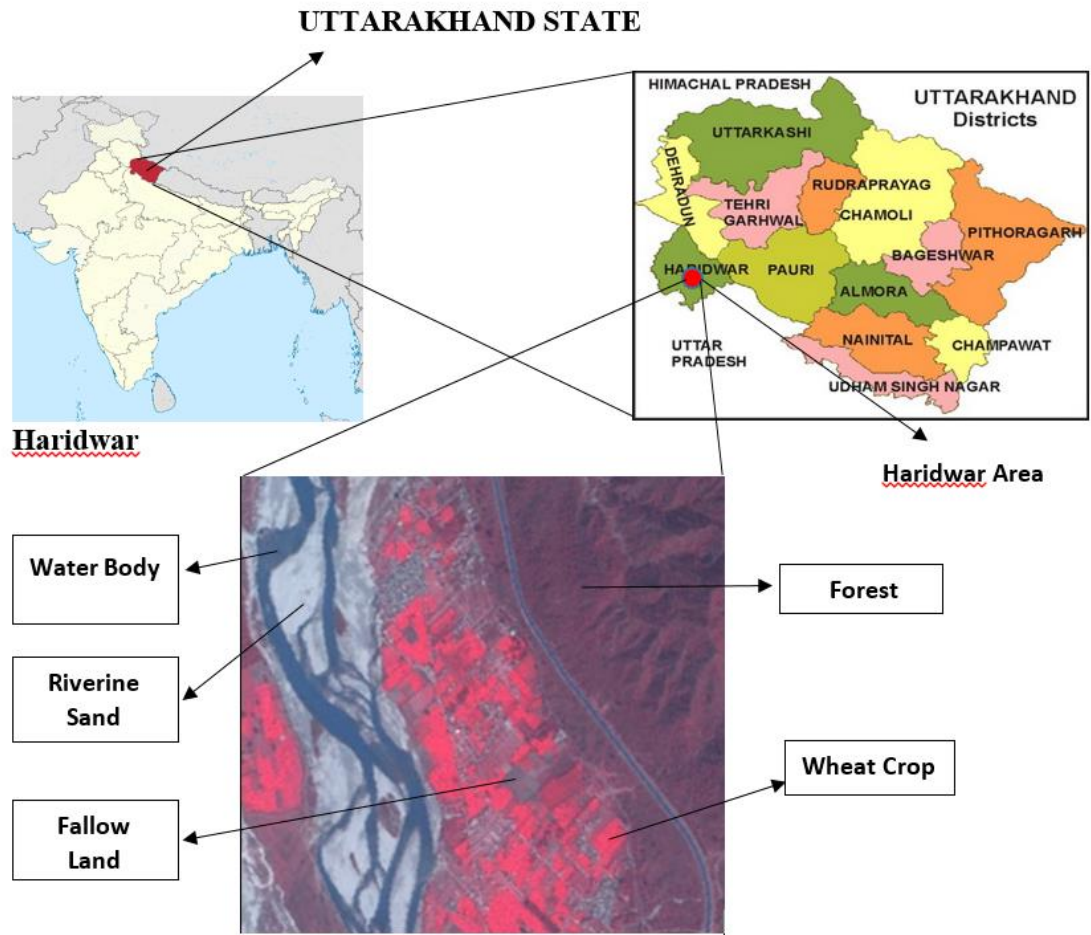 UTTARAKHAND STATE
HIMACHAL PRADESH
UTTARAKHAND
Districts
UTTARKASHI
DEHRADUN
RUDRAPRAYAG
TEHRI
GARHWAL
CHAMOLI
PITHORAGARH
BAGESHWAR
HARIDWAR
PAURI
ALMORA
UTTAR
PRADESH
NAINITAL
CHAMPAWAT
UDHAM SINGH NAGAR
Haridwar
Haridwar Area
Water Body
Forest
Riverine
Sand
Wheat Crop
Fallow
Land